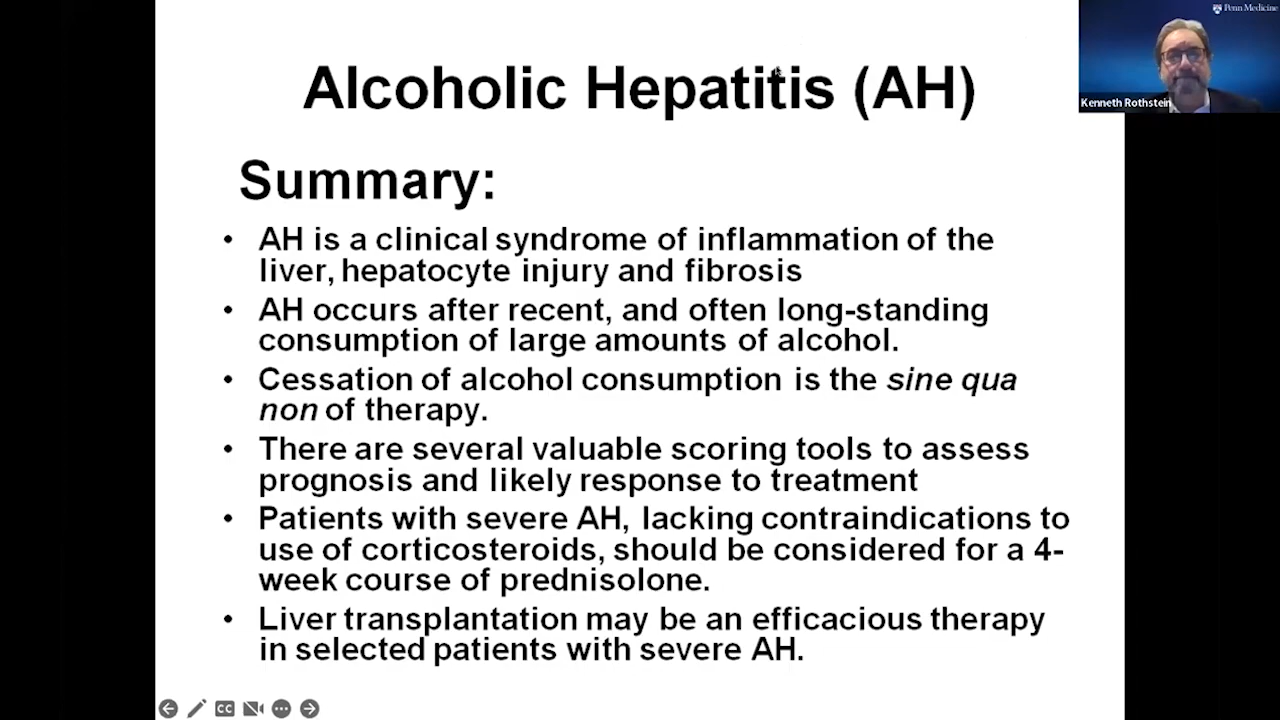 Penn Medicine
Kenneth Rothstein
Alcoholic Hepatitis (AH)
Summary:
• AH is a clinical syndrome of inflammation of the
liver, hepatocyte injury and fibrosis
• AH occurs after recent, and often long-standing
consumption of large amounts of alcohol.
• Cessation of alcohol consumption is the sine qua
non of therapy.
• There are several valuable scoring tools to assess
prognosis and likely response to treatment
• Patients with severe AH, lacking contraindications to
use of corticosteroids, should be considered for a 4-
week course of prednisolone.
• Liver transplantation may be an efficacious therapy
in selected patients with severe AH.
CC